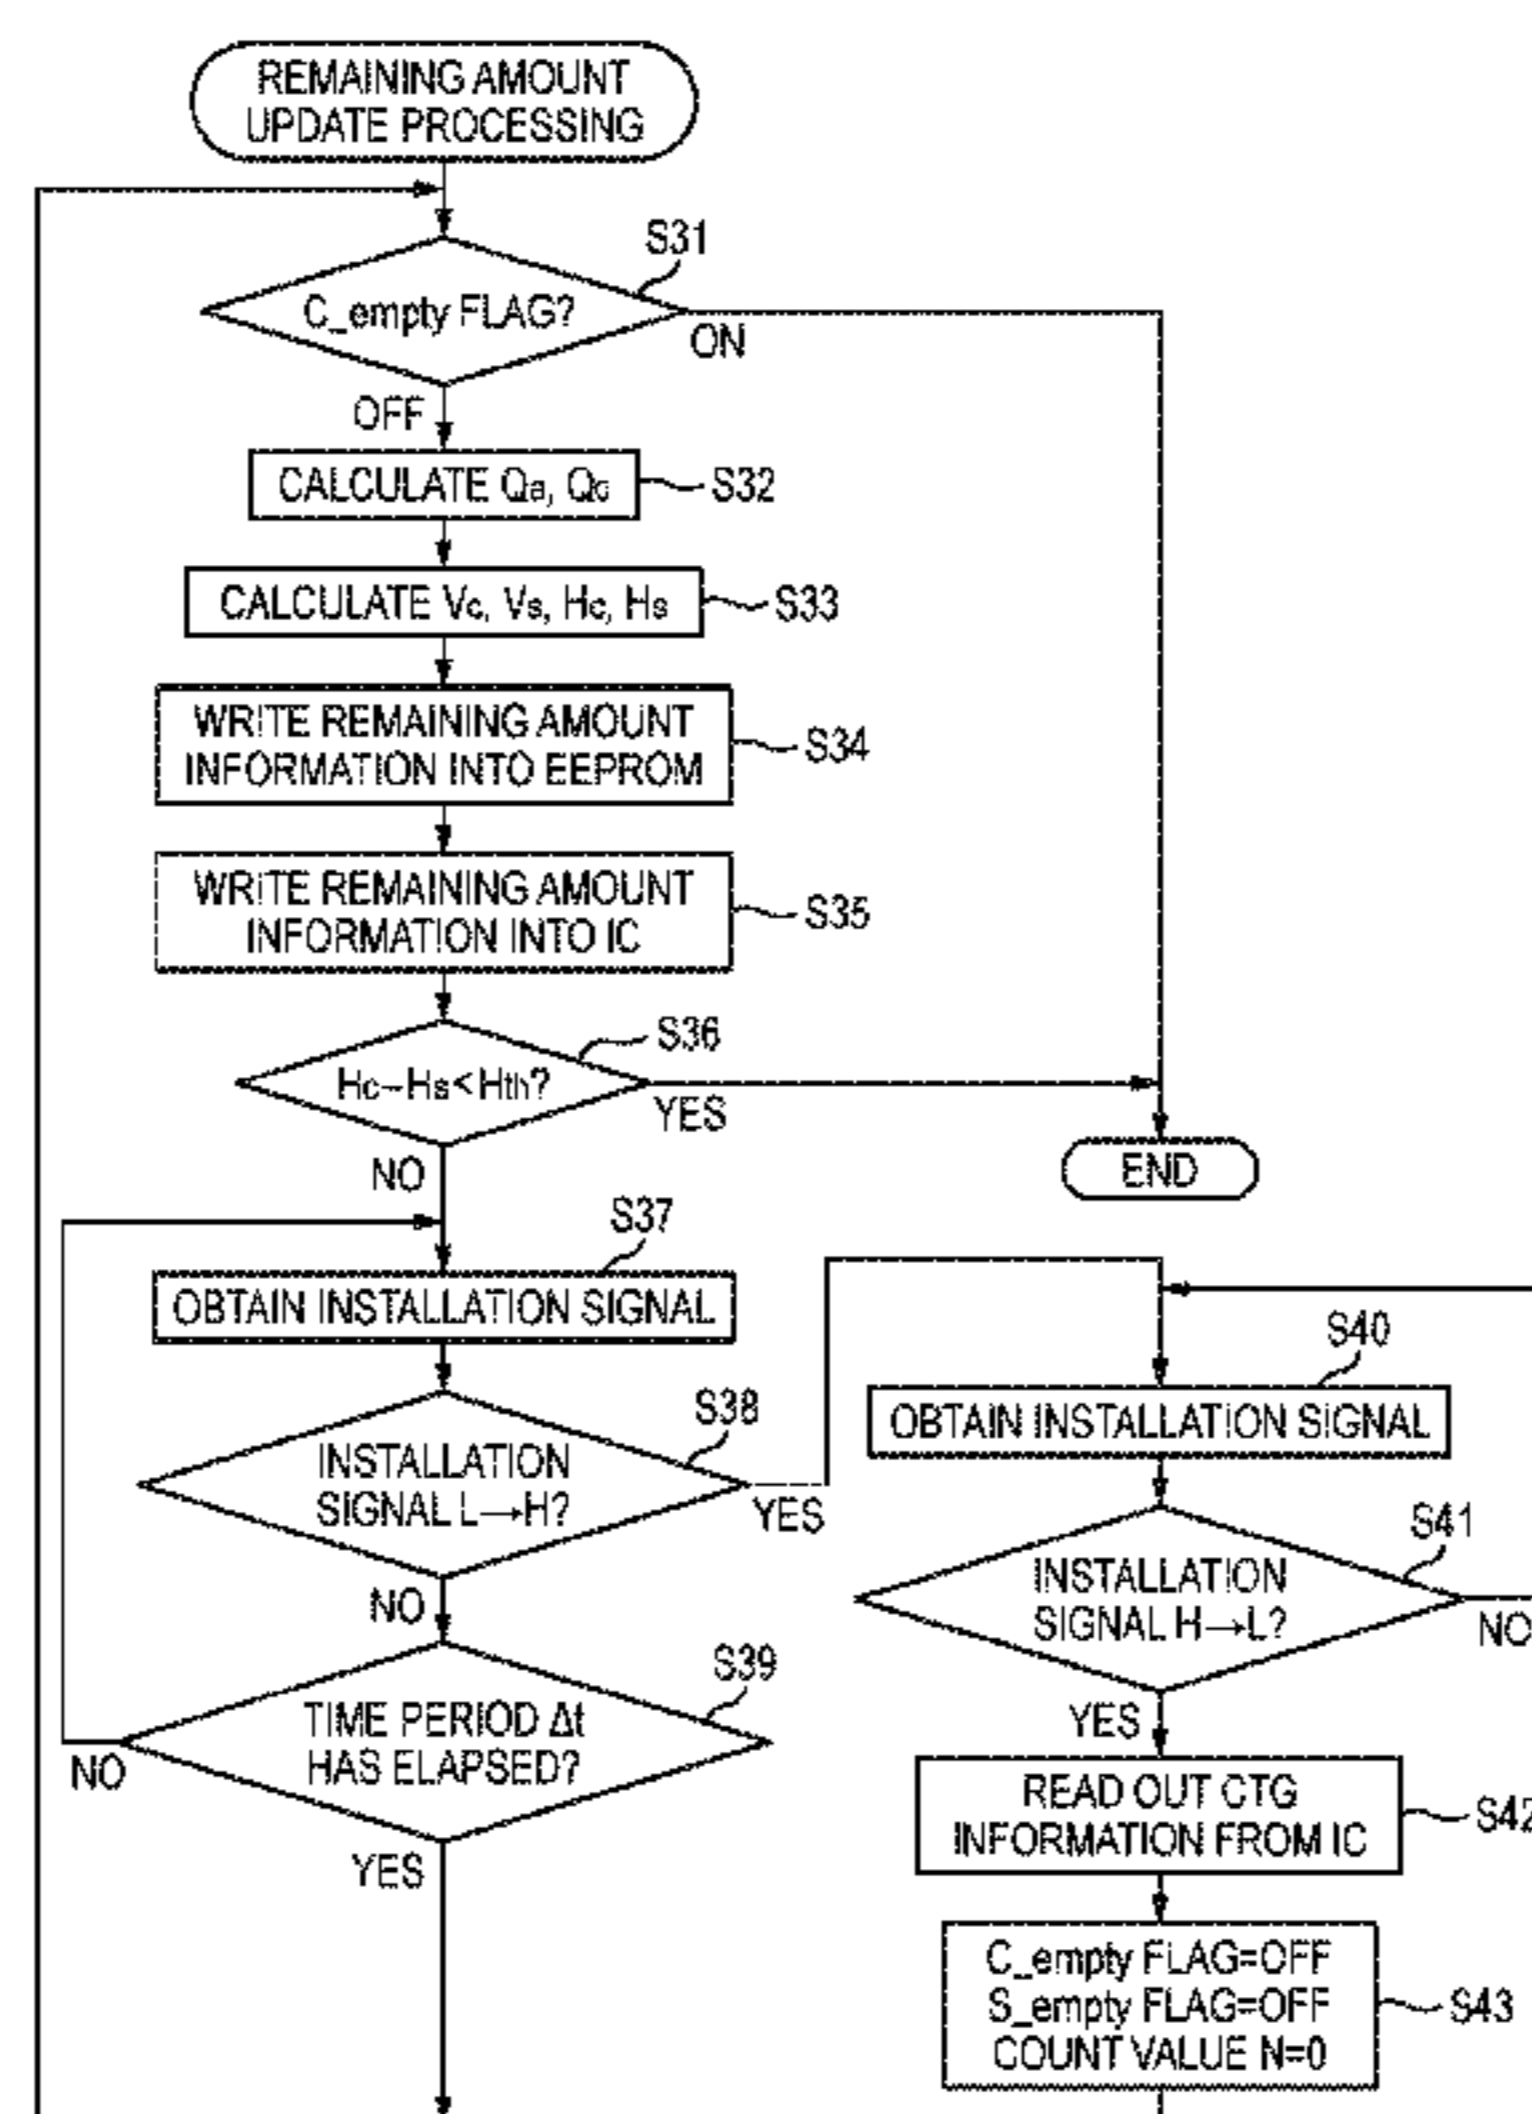 REMAINING AMOUNT
UPDATE PROCESSING
S31
C_empty FLAG?
ON
OFF
CALCULATE Qa, Qc
S32
CALCULATE Vc, Vs, Hc, Hs
S33
WRITE REMAINING AMOUNT
INFORMATION INTO EEPROM
S34
WRITE REMAINING AMOUNT
INFORMATION INTO IC
S35
S36
Hc-Hs<Hth?
YES
NO
END
S37
OBTAIN INSTALLATION SIGNAL
S38
INSTALLATION
SIGNAL L→H?
YES
NO
S39
TIME PERIOD Δt
HAS ELAPSED?
NO
YES
S40
OBTAIN INSTALLATION SIGNAL
S41
INSTALLATION
SIGNAL H→L?
NO
YES
READ OUT CTG
INFORMATION FROM IC
S42
C_empty FLAG=OFF
S_empty FLAG=OFF
COUNT VALUE N=0
S43